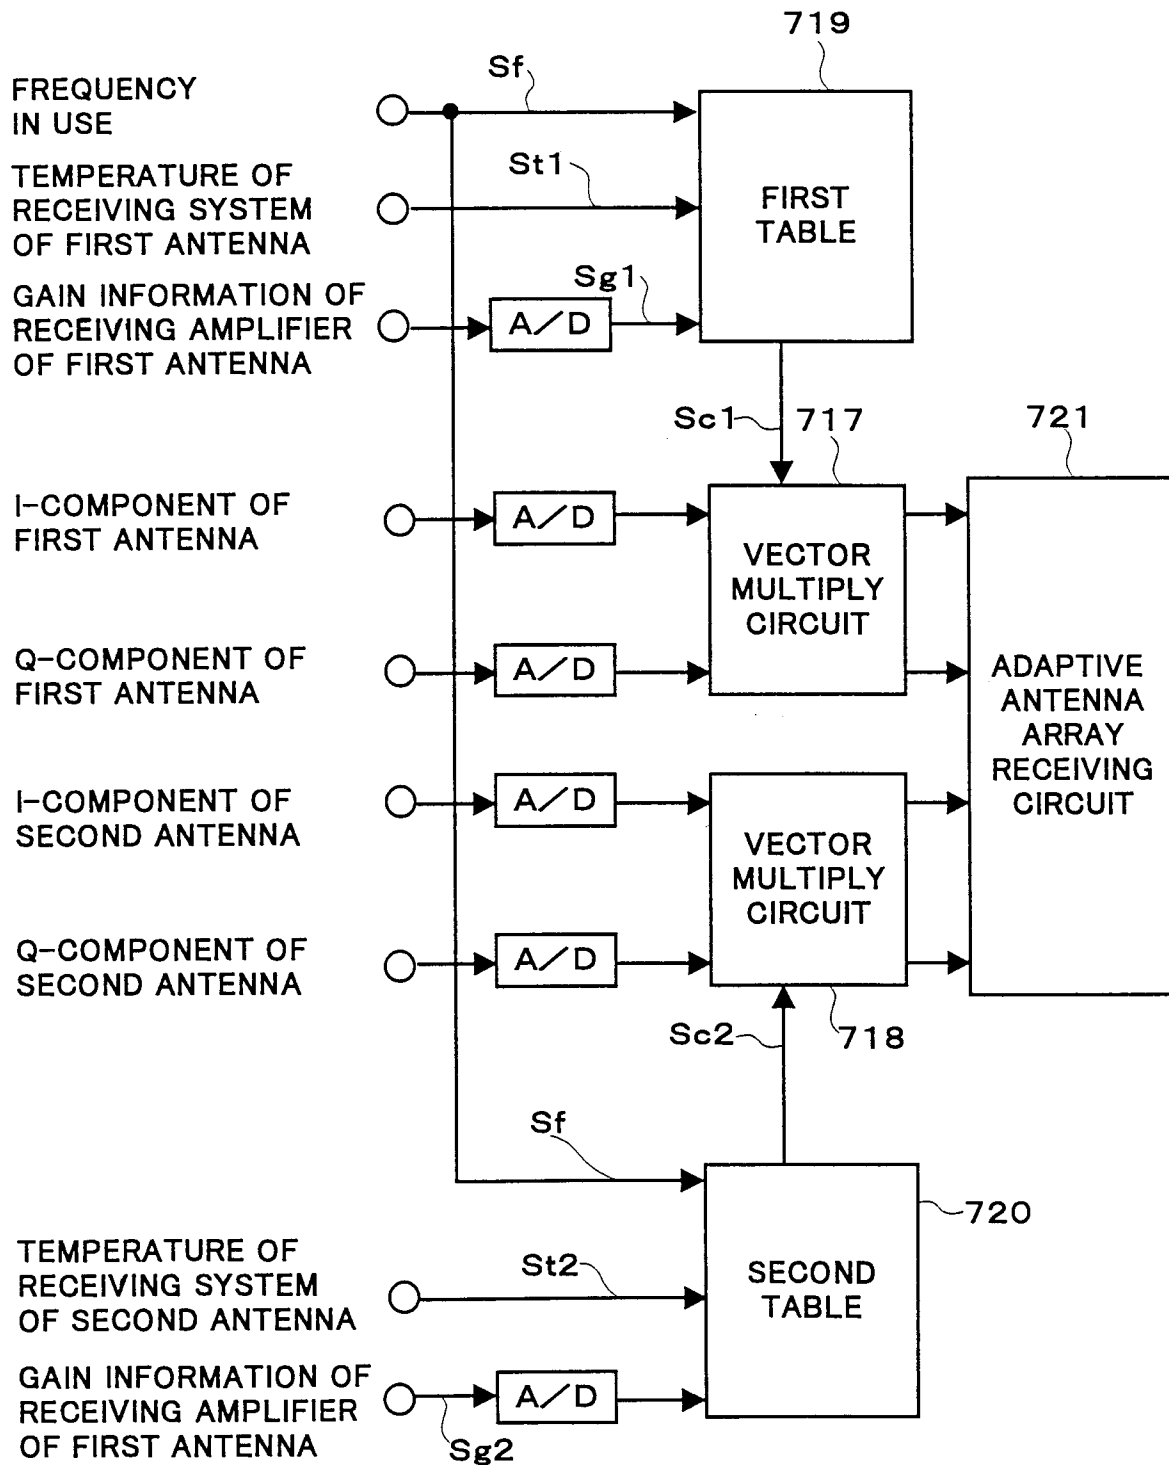 719
Sf
FREQUENCY
IN USE
St1
TEMPERATURE OF
RECEIVING SYSTEM
OF FIRST ANTENNA
FIRST
TABLE
Sg1
GAIN INFORMATION OF
RECEIVING AMPLIFIER
OF FIRST ANTENNA
A/D
Sc1
717
721
I-COMPONENT OF
FIRST ANTENNA
A/D
VECTOR
MULTIPLY
CIRCUIT
Q-COMPONENT OF
FIRST ANTENNA
A/D
ADAPTIVE
ANTENNA
ARRAY
RECEIVING
CIRCUIT
I-COMPONENT OF
SECOND ANTENNA
A/D
VECTOR
MULTIPLY
CIRCUIT
Q-COMPONENT OF
SECOND ANTENNA
A/D
Sc2
718
Sf
720
TEMPERATURE OF
RECEIVING SYSTEM
OF SECOND ANTENNA
St2
SECOND
TABLE
GAIN INFORMATION OF
RECEIVING AMPLIFIER
OF FIRST ANTENNA
A/D
Sg2